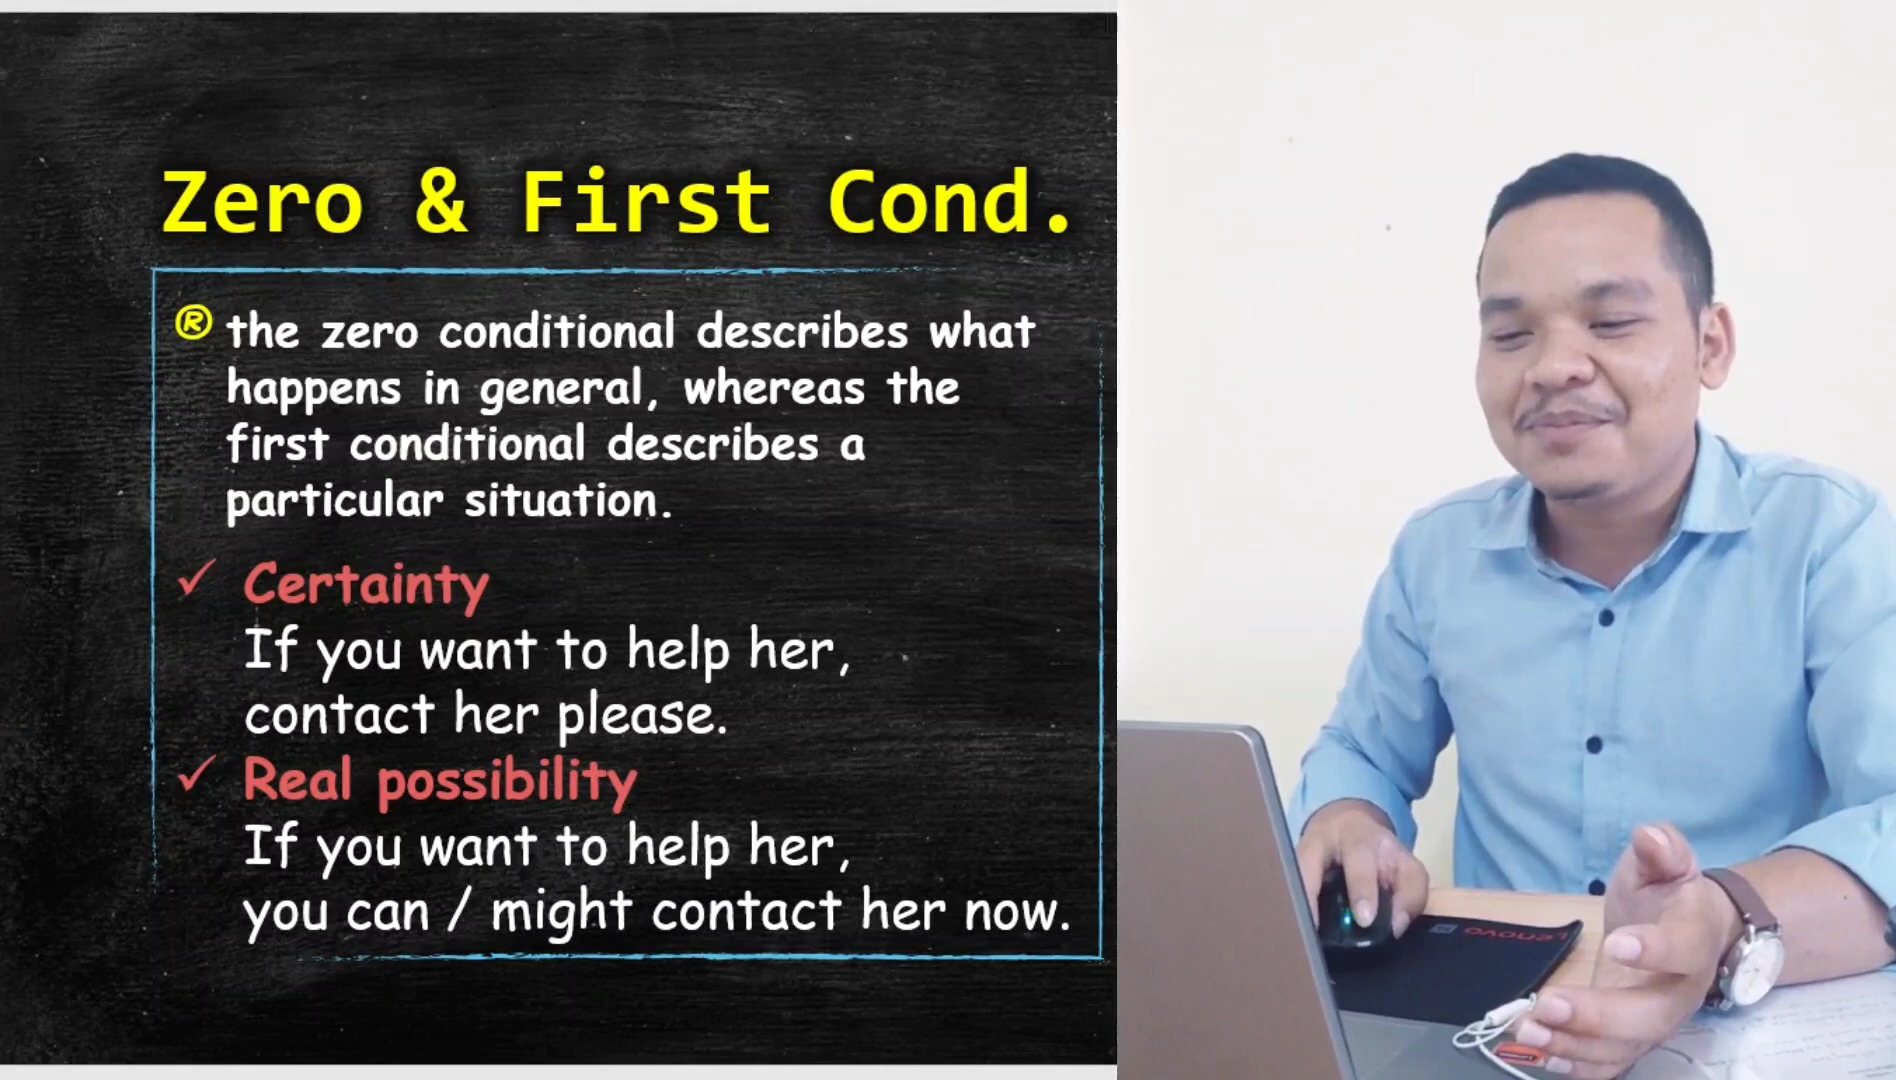 Zero & First Cond.
® the zero conditional describes what
happens in general, whereas the
first conditional describes a
particular situation.
✓ Certainty
If you want to help her,
contact her please.
✓ Real possibility
If you want to help her,
you can / might contact her now.
Lenovo